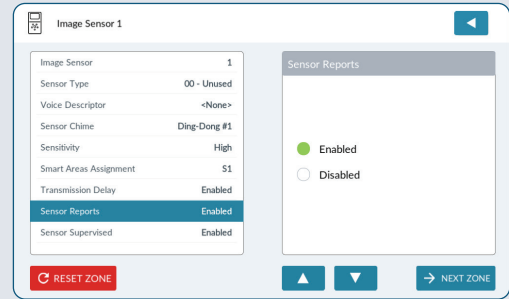 Image Sensor 1
Image Sensor 1
Sensor Type 00 - Unused
Voice Descriptor <None>
Sensor Chime Ding-Dong #1
Sensitivity High
Smart Areas Assignment S1
Transmission Delay Enabled
Sensor Reports Enabled
Sensor Supervised Enabled
Sensor Reports
Enabled
Disabled
RESET ZONE
NEXT ZONE